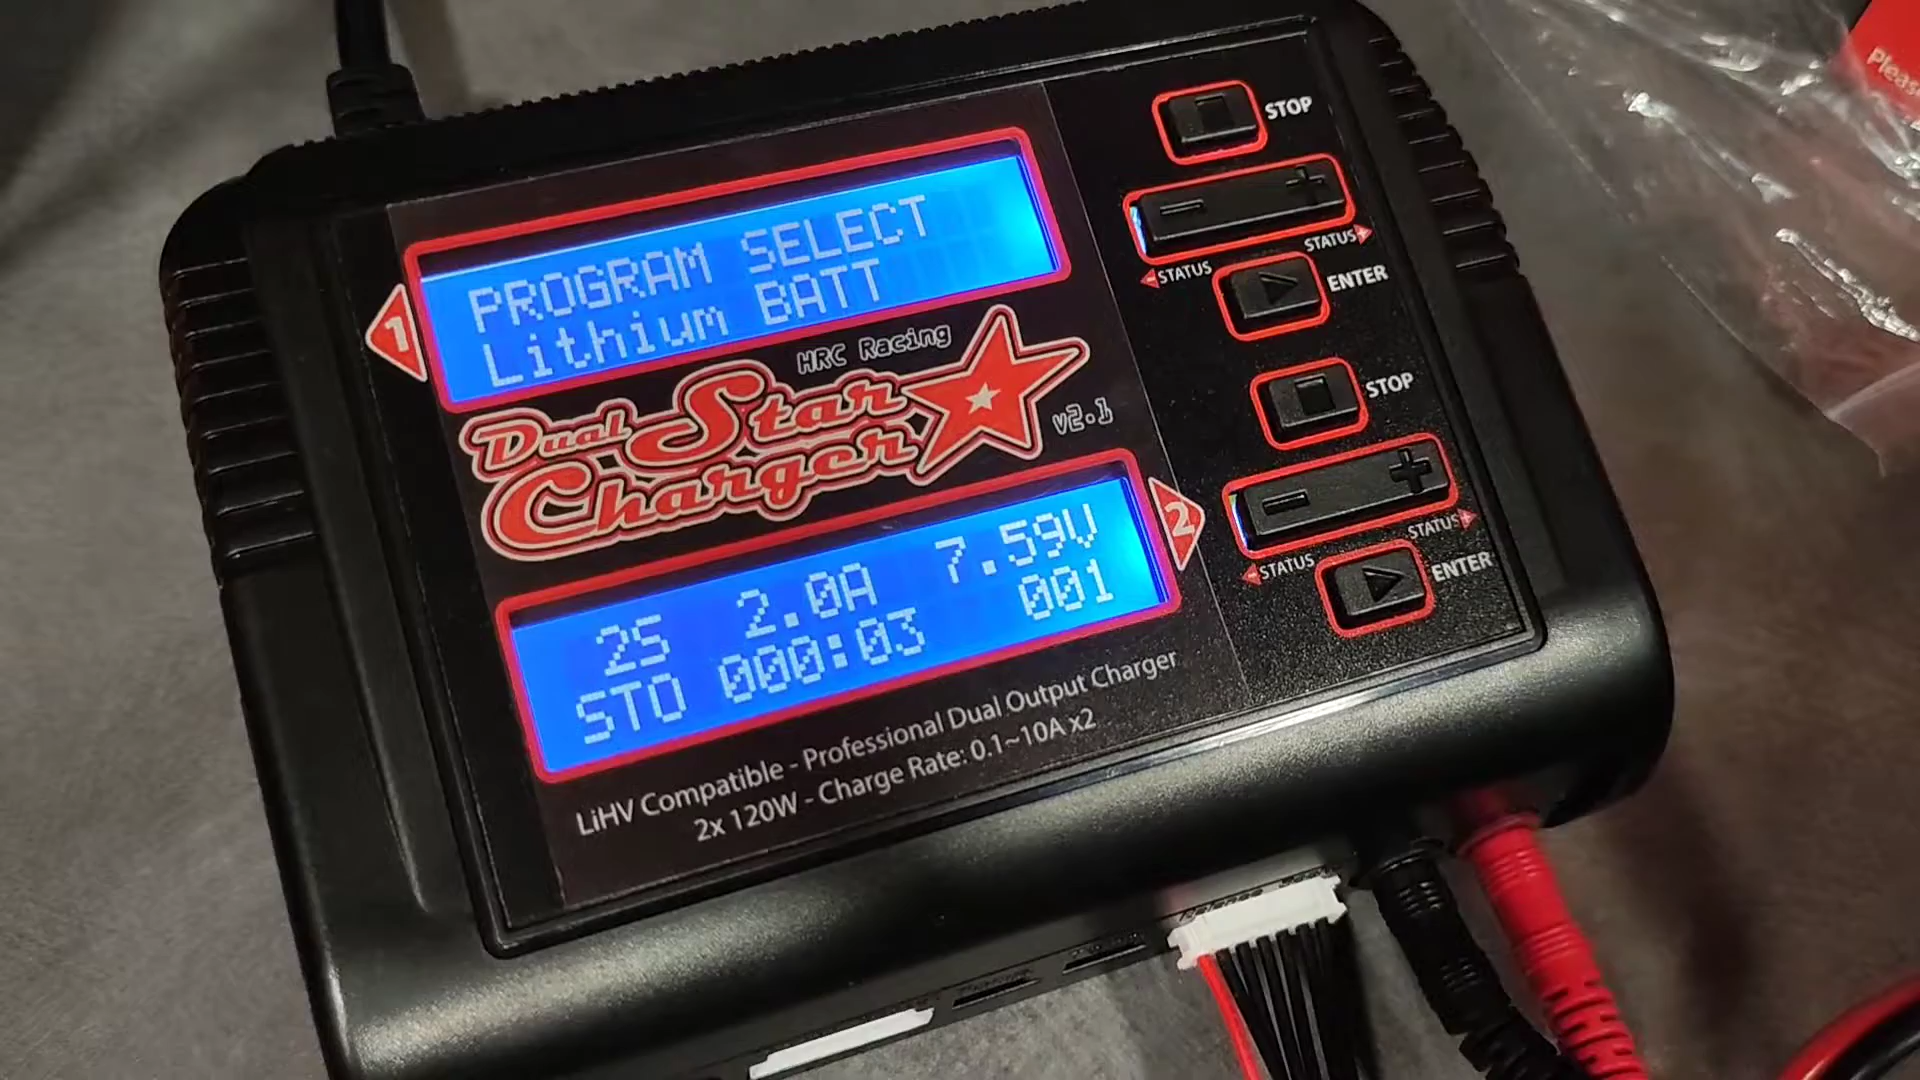 PROGRAM SELECT
Lithium BATT
1
HRC Racing
Dual Star
Charger
v2.1
2S 2.0A 7.59V
STO 000:03 001
2
LiHV Compatible - Professional Dual Output Charger
2x 120W - Charge Rate: 0.1~10A x2
STOP
- +
STATUS STATUS
ENTER
STOP
- +
STATUS STATUS
ENTER
Pleas